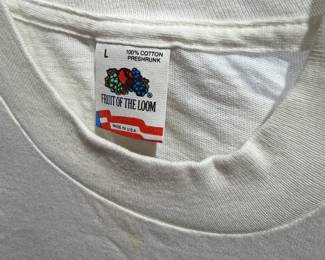 L
100% COTTON
PRESHRUNK
®
FRUIT OF THE LOOM
MADE IN U.S.A.